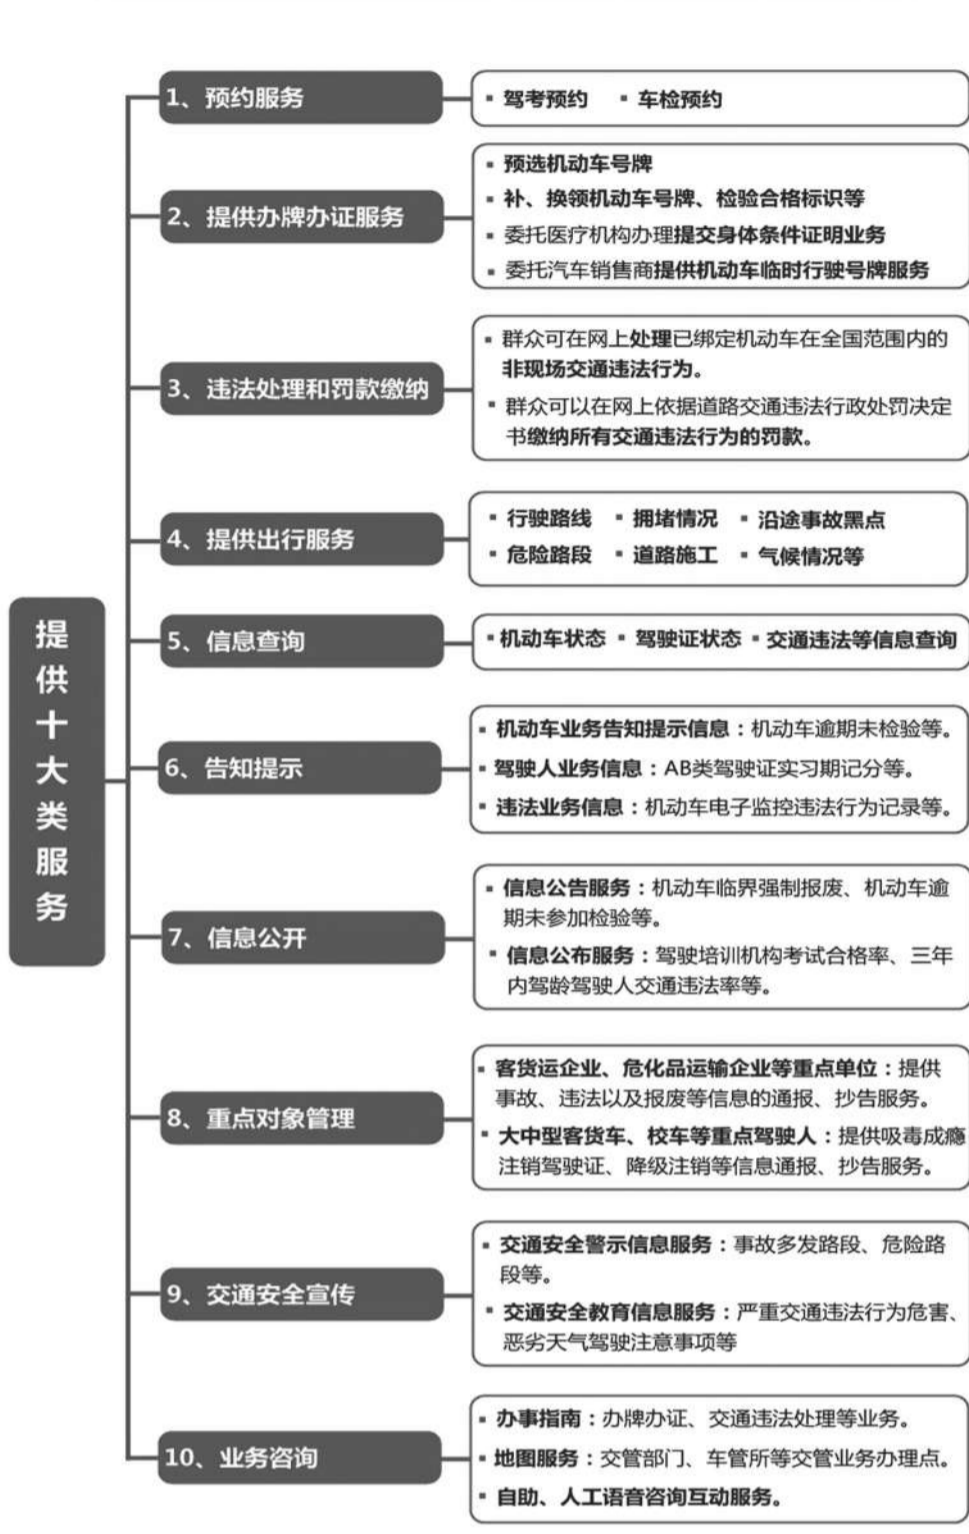 提供十大类服务
1、预约服务
▪ 驾考预约 ▪ 车检预约
2、提供办牌办证服务
▪ 预选机动车号牌
▪ 补、换领机动车号牌、检验合格标识等
▪ 委托医疗机构办理提交身体条件证明业务
▪ 委托汽车销售商提供机动车临时行驶号牌服务
3、违法处理和罚款缴纳
▪ 群众可在网上处理已绑定机动车在全国范围内的
非现场交通违法行为。
▪ 群众可以在网上依据道路交通违法行政处罚决定
书缴纳所有交通违法行为的罚款。
4、提供出行服务
▪ 行驶路线 ▪ 拥堵情况 ▪ 沿途事故黑点
▪ 危险路段 ▪ 道路施工 ▪ 气候情况等
5、信息查询
▪ 机动车状态 ▪ 驾驶证状态 ▪ 交通违法等信息查询
6、告知提示
▪ 机动车业务告知提示信息：机动车逾期未检验等。
▪ 驾驶人业务信息：AB类驾驶证实习期记分等。
▪ 违法业务信息：机动车电子监控违法行为记录等。
7、信息公开
▪ 信息公告服务：机动车临界强制报废、机动车逾
期未参加检验等。
▪ 信息公布服务：驾驶培训机构考试合格率、三年
内驾龄驾驶人交通违法率等。
8、重点对象管理
▪ 客货运企业、危化品运输企业等重点单位：提供
事故、违法以及报废等信息的通报、抄告服务。
▪ 大中型客货车、校车等重点驾驶人：提供吸毒成瘾
注销驾驶证、降级注销等信息通报、抄告服务。
9、交通安全宣传
▪ 交通安全警示信息服务：事故多发路段、危险路
段等。
▪ 交通安全教育信息服务：严重交通违法行为危害、
恶劣天气驾驶注意事项等
10、业务咨询
▪ 办事指南：办牌办证、交通违法处理等业务。
▪ 地图服务：交管部门、车管所等交管业务办理点。
▪ 自助、人工语音咨询互动服务。